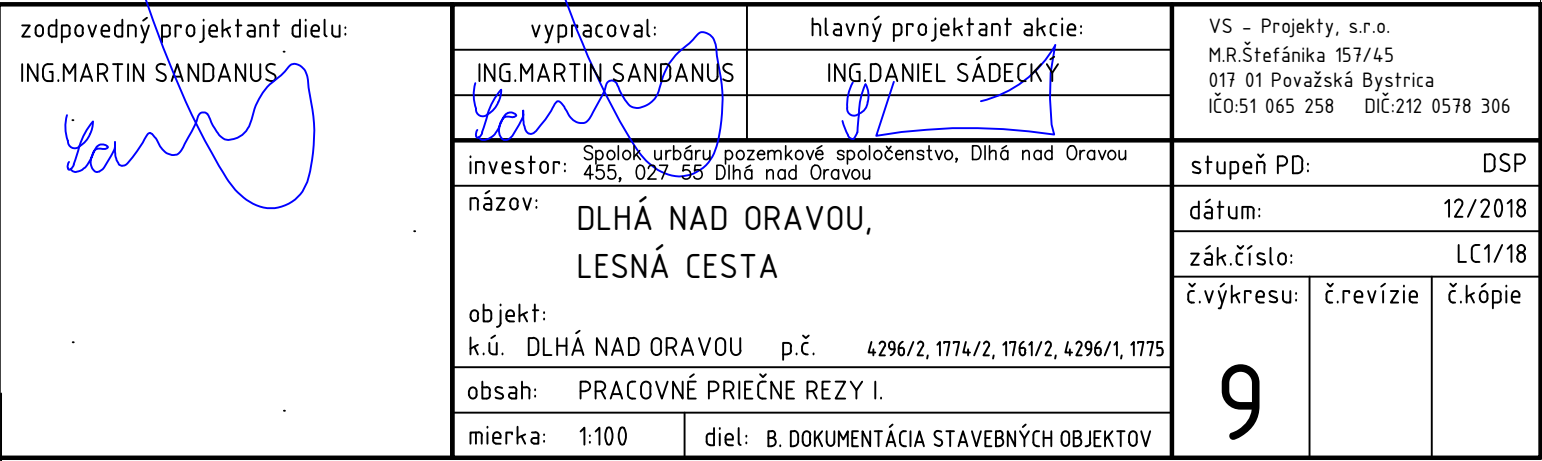 zodpovedný projektant dielu:
ING.MARTIN SANDANUS
vypracoval:
ING.MARTIN SANDANUS
hlavný projektant akcie:
ING.DANIEL SÁDECKÝ
VS - Projekty, s.r.o.
M.R.Štefánika 157/45
017 01 Považská Bystrica
IČO:51 065 258 DIČ:212 0578 306
investor: Spolok urbáru pozemkové spoločenstvo, Dlhá nad Oravou
455, 027 55 Dlhá nad Oravou
názov: DLHÁ NAD ORAVOU,
LESNÁ CESTA
objekt:
k.ú. DLHÁ NAD ORAVOU p.č. 4296/2, 1774/2, 1761/2, 4296/1, 1775
obsah: PRACOVNÉ PRIEČNE REZY I.
mierka: 1:100 diel: B. DOKUMENTÁCIA STAVEBNÝCH OBJEKTOV
stupeň PD: DSP
dátum: 12/2018
zák.číslo: LC1/18
č.výkresu: č.revízie č.kópie
9